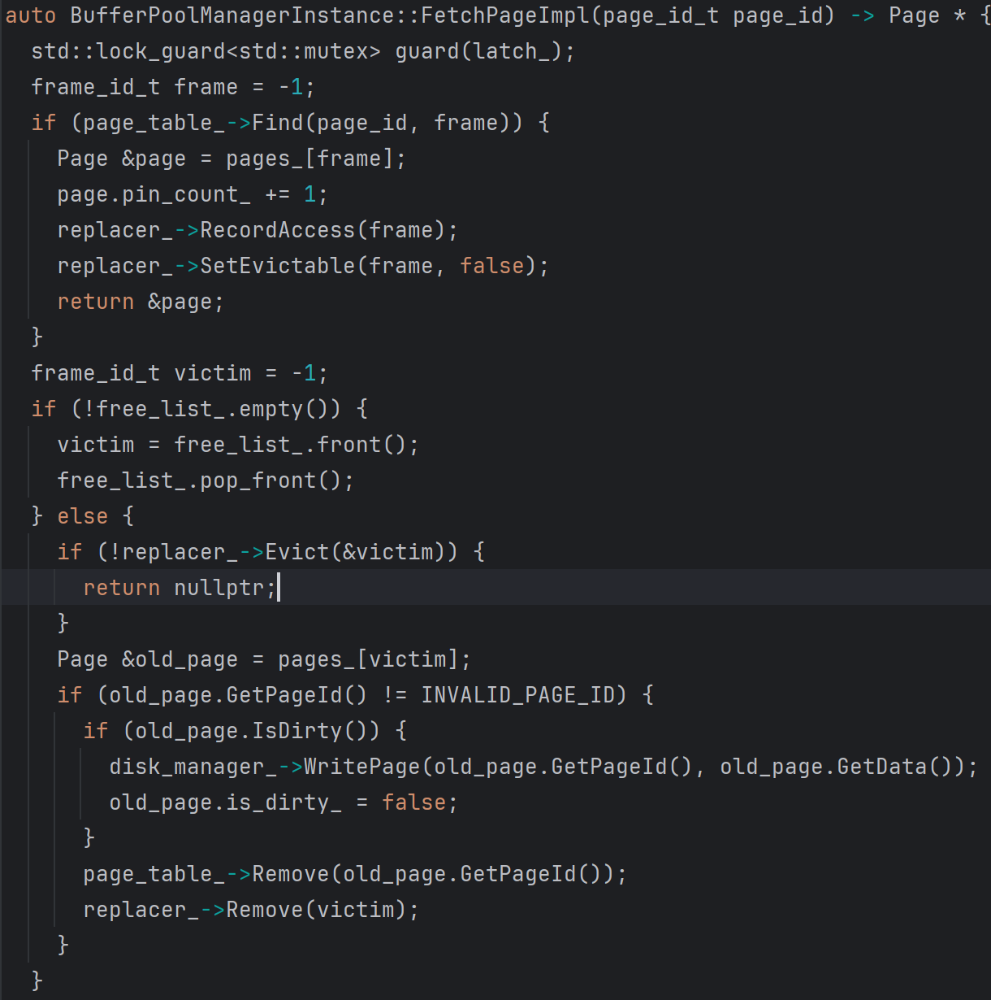 auto BufferPoolManagerInstance::FetchPageImpl(page_id_t page_id) -> Page * {
  std::lock_guard<std::mutex> guard(latch_);
  frame_id_t frame = -1;
  if (page_table_->Find(page_id, frame)) {
    Page &page = pages_[frame];
    page.pin_count_ += 1;
    replacer_->RecordAccess(frame);
    replacer_->SetEvictable(frame, false);
    return &page;
  }
  frame_id_t victim = -1;
  if (!free_list_.empty()) {
    victim = free_list_.front();
    free_list_.pop_front();
  } else {
    if (!replacer_->Evict(&victim)) {
      return nullptr;
    }
    Page &old_page = pages_[victim];
    if (old_page.GetPageId() != INVALID_PAGE_ID) {
      if (old_page.IsDirty()) {
        disk_manager_->WritePage(old_page.GetPageId(), old_page.GetData());
        old_page.is_dirty_ = false;
      }
      page_table_->Remove(old_page.GetPageId());
      replacer_->Remove(victim);
    }
  }